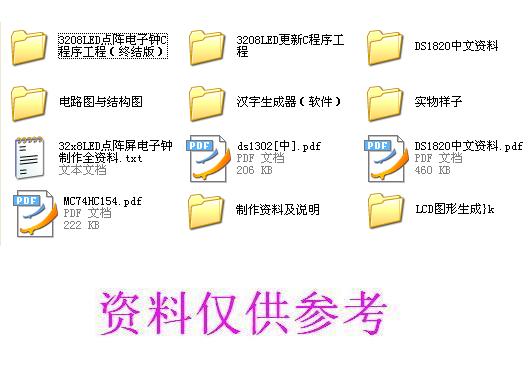 3208LED点阵电子钟C
程序工程（终结版）
3208LED更新C程序工
程
DS1820中文资料
电路图与结构图
汉字生成器（软件）
实物样子
32x8LED点阵屏电子钟
制作全资料.txt
文本文档
ds1302[中].pdf
PDF 文档
206 KB
DS1820中文资料.pdf
PDF 文档
460 KB
MC74HC154.pdf
PDF 文档
222 KB
制作资料及说明
LCD图形生成}k
资料仅供参考